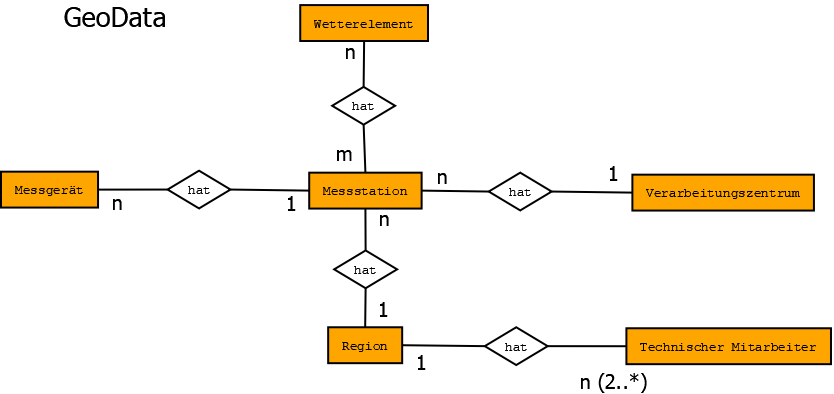 GeoData
Wetterelement
n
hat
m
Messgerät
n
hat
1
Messstation
n
hat
1
Verarbeitungszentrum
n
hat
1
Region
1
hat
n (2..*)
Technischer Mitarbeiter